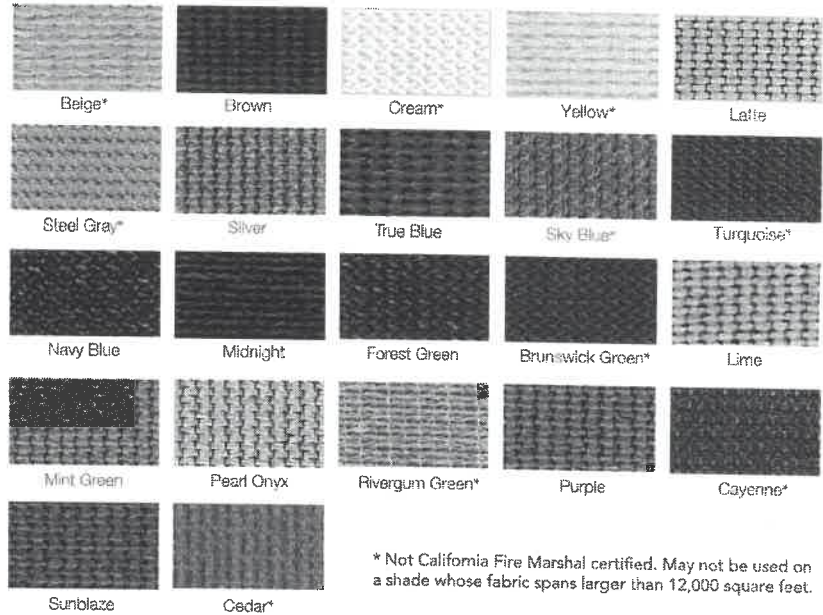 Beige*
Brown
Cream*
Yellow*
Latte
Steel Gray*
Silver
True Blue
Sky Blue*
Turquoise*
Navy Blue
Midnight
Forest Green
Brunswick Green*
Lime
Mint Green
Pearl Onyx
Rivergum Green*
Purple
Cayenne*
Sunblaze
Cedar*
* Not California Fire Marshal certified. May not be used on
a shade whose fabric spans larger than 12,000 square feet.